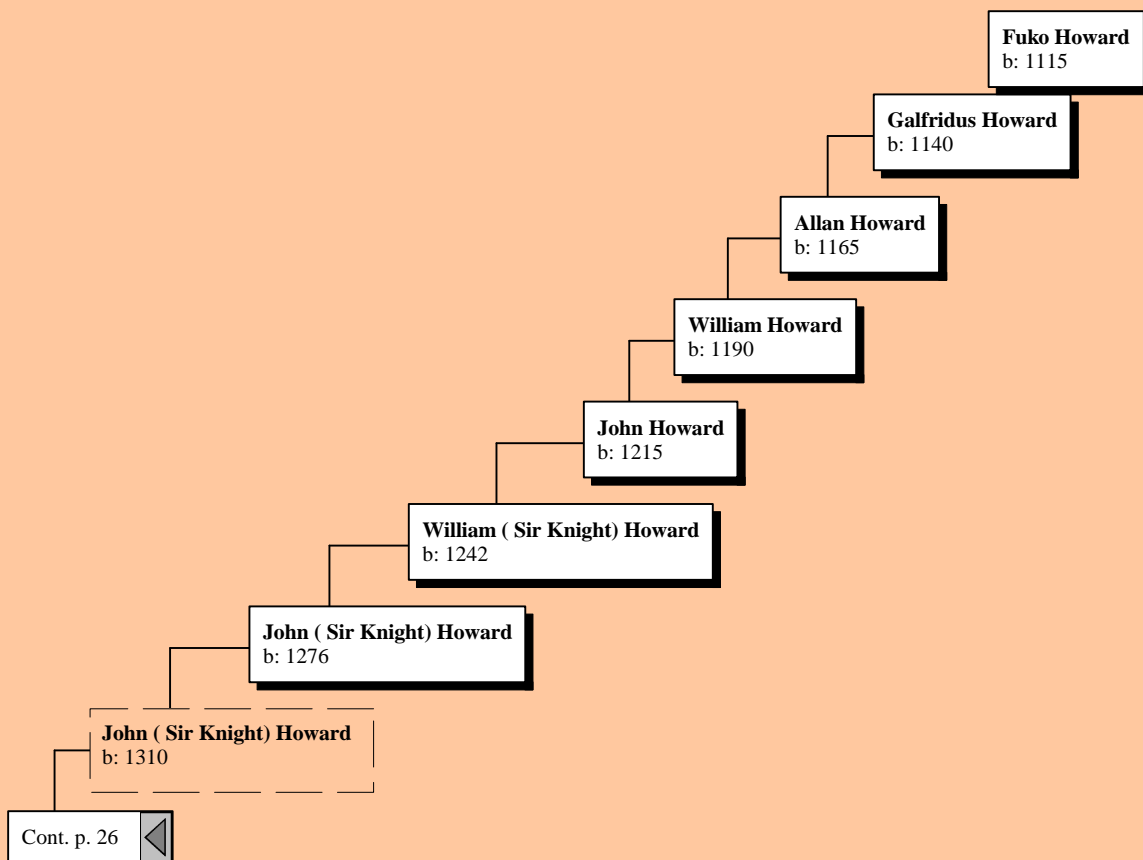 Fuko Howard
b: 1115
Galfridus Howard
b: 1140
Allan Howard
b: 1165
William Howard
b: 1190
John Howard
b: 1215
William ( Sir Knight) Howard
b: 1242
John ( Sir Knight) Howard
b: 1276
John ( Sir Knight) Howard
b: 1310
Cont. p. 26